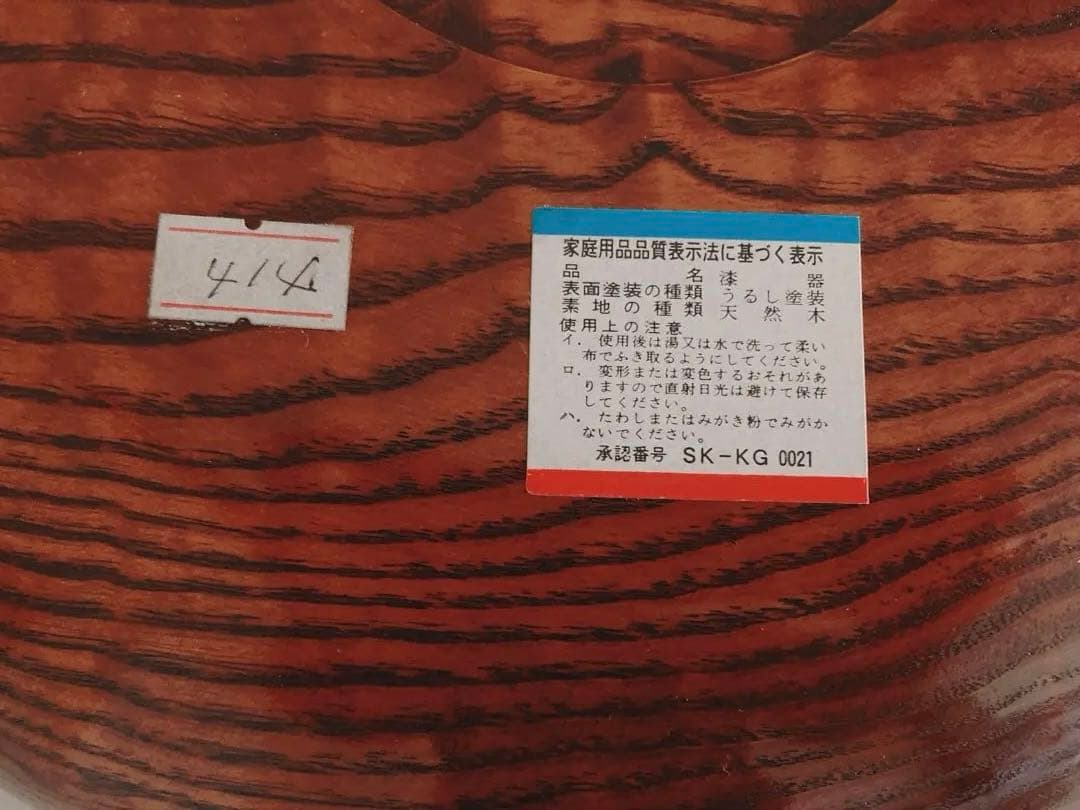 家庭用品品質表示法に基づく表示
品名 漆器
表面塗装の種類 うるし塗装
素地の種類 天然木
使用上の注意
イ. 使用後は湯又は水で洗って柔い
布でふき取るようにしてください。
ロ. 変形または変色するおそれがあ
りますので直射日光は避けて保存
してください。
ハ. たわしまたはみがき粉でみがか
ないでください。
承認番号 SK-KG 0021